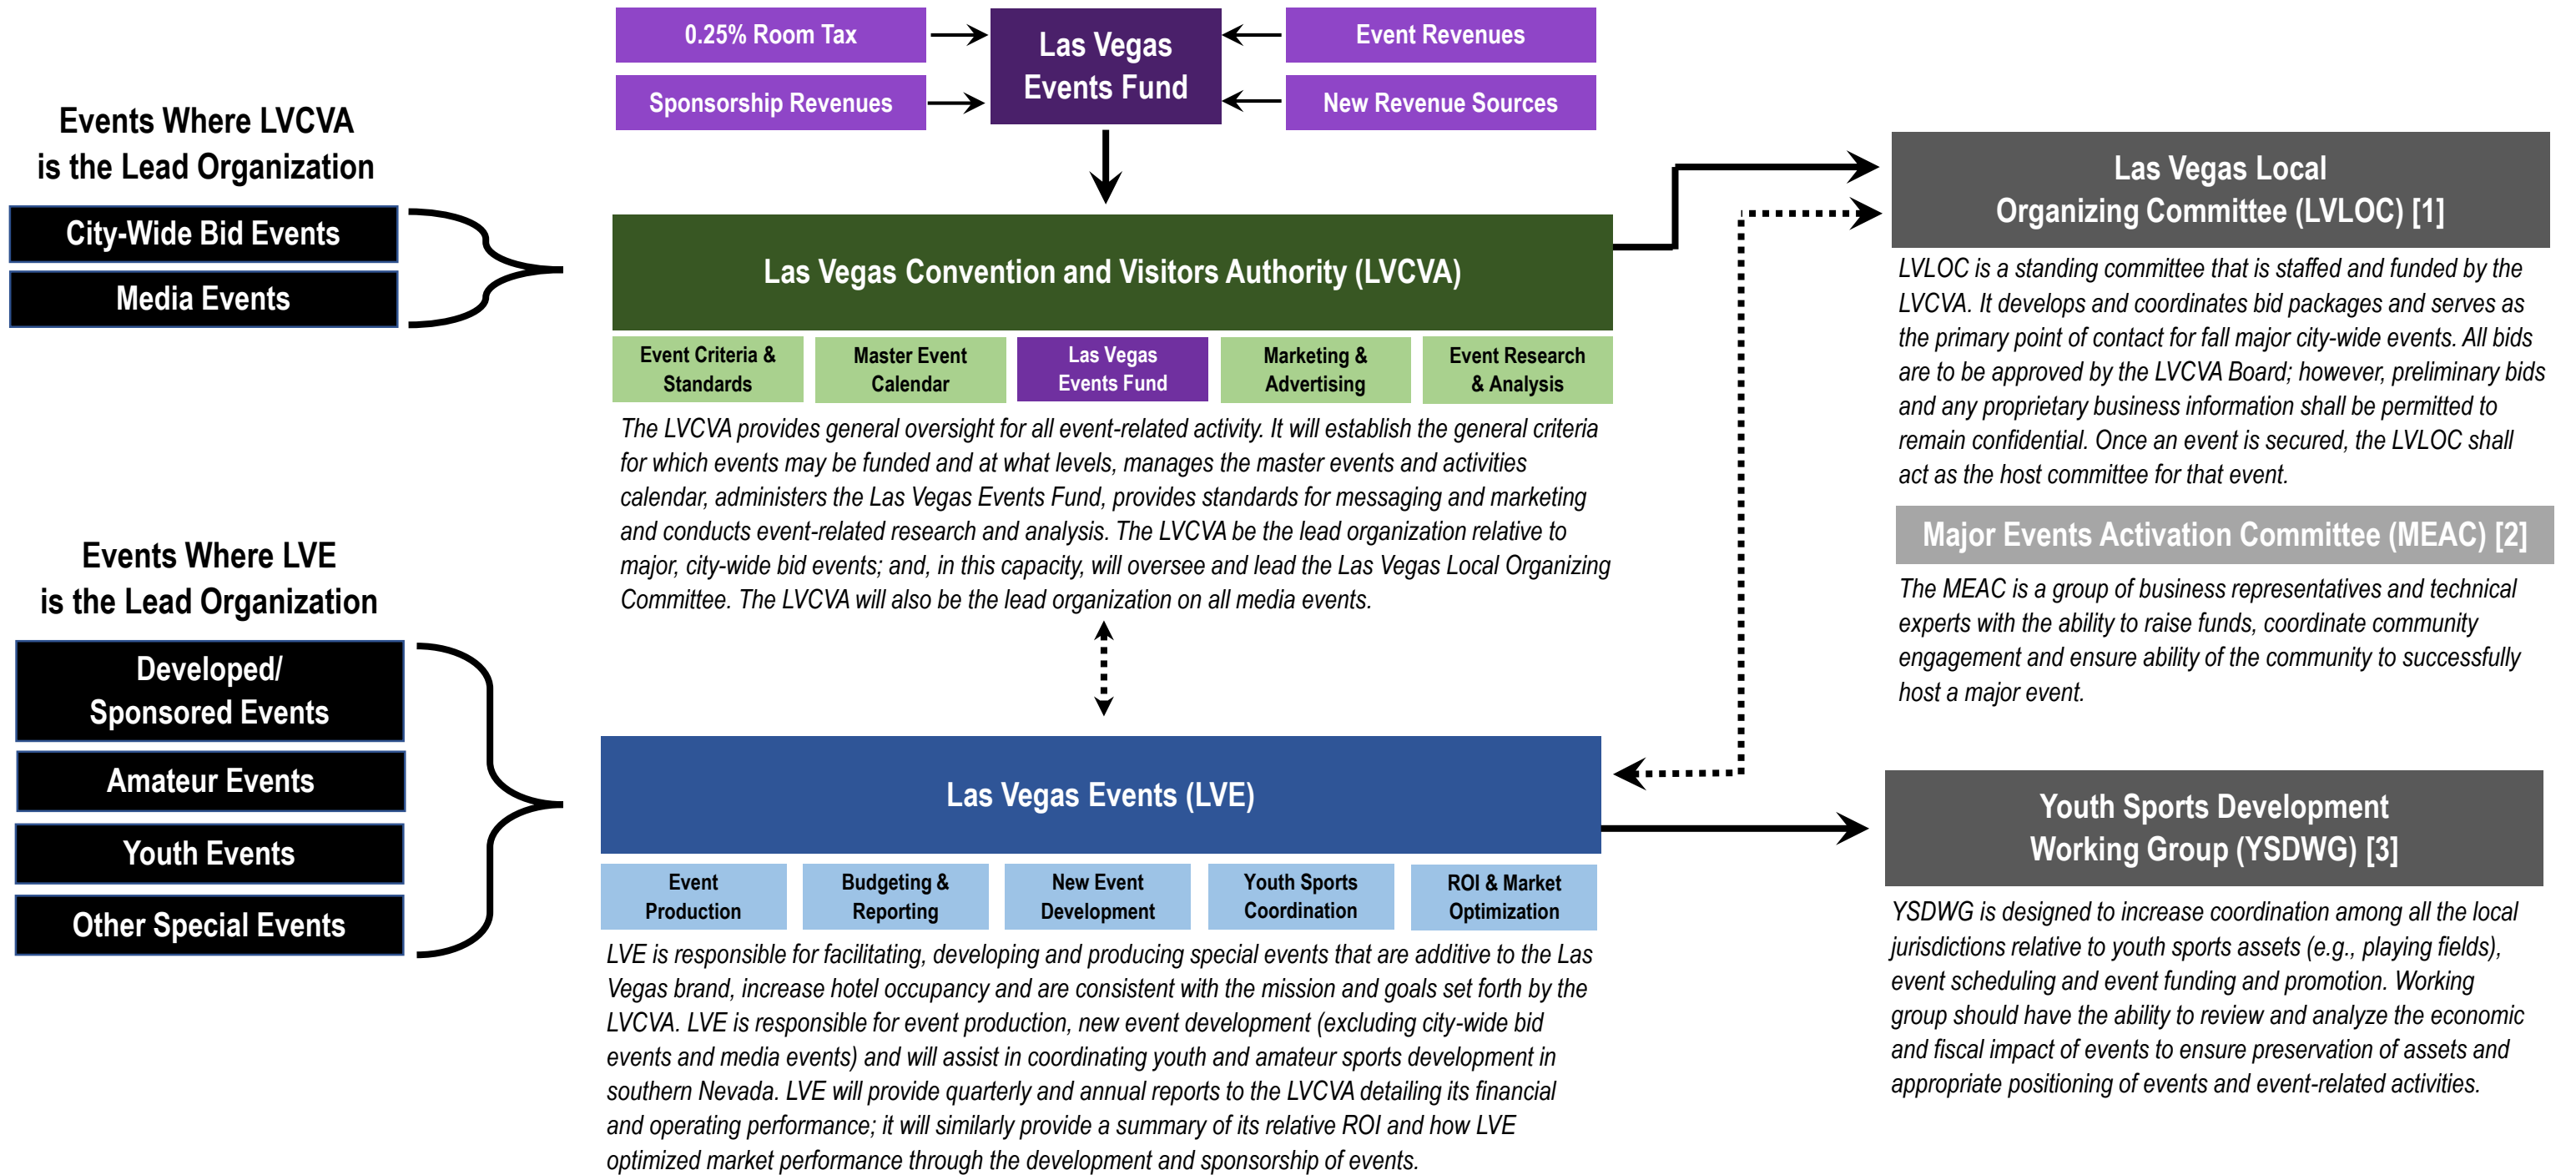 0.25% Room Tax
Sponsorship Revenues
Las Vegas
Events Fund
Event Revenues
New Revenue Sources
Events Where LVCVA
is the Lead Organization
City-Wide Bid Events
Media Events
Las Vegas Convention and Visitors Authority (LVCVA)
Event Criteria &
Standards
Master Event
Calendar
Las Vegas
Events Fund
Marketing &
Advertising
Event Research
& Analysis
The LVCVA provides general oversight for all event-related activity. It will establish the general criteria
for which events may be funded and at what levels, manages the master events and activities
calendar, administers the Las Vegas Events Fund, provides standards for messaging and marketing
and conducts event-related research and analysis. The LVCVA be the lead organization relative to
major, city-wide bid events; and, in this capacity, will oversee and lead the Las Vegas Local Organizing
Committee. The LVCVA will also be the lead organization on all media events.
Las Vegas Local
Organizing Committee (LVLOC) [1]
LVLOC is a standing committee that is staffed and funded by the
LVCVA. It develops and coordinates bid packages and serves as
the primary point of contact for fall major city-wide events. All bids
are to be approved by the LVCVA Board; however, preliminary bids
and any proprietary business information shall be permitted to
remain confidential. Once an event is secured, the LVLOC shall
act as the host committee for that event.
Major Events Activation Committee (MEAC) [2]
The MEAC is a group of business representatives and technical
experts with the ability to raise funds, coordinate community
engagement and ensure ability of the community to successfully
host a major event.
Events Where LVE
is the Lead Organization
Developed/
Sponsored Events
Amateur Events
Youth Events
Other Special Events
Las Vegas Events (LVE)
Event
Production
Budgeting &
Reporting
New Event
Development
Youth Sports
Coordination
ROI & Market
Optimization
LVE is responsible for facilitating, developing and producing special events that are additive to the Las
Vegas brand, increase hotel occupancy and are consistent with the mission and goals set forth by the
LVCVA. LVE is responsible for event production, new event development (excluding city-wide bid
events and media events) and will assist in coordinating youth and amateur sports development in
southern Nevada. LVE will provide quarterly and annual reports to the LVCVA detailing its financial
and operating performance; it will similarly provide a summary of its relative ROI and how LVE
optimized market performance through the development and sponsorship of events.
Youth Sports Development
Working Group (YSDWG) [3]
YSDWG is designed to increase coordination among all the local
jurisdictions relative to youth sports assets (e.g., playing fields),
event scheduling and event funding and promotion. Working
group should have the ability to review and analyze the economic
and fiscal impact of events to ensure preservation of assets and
appropriate positioning of events and event-related activities.